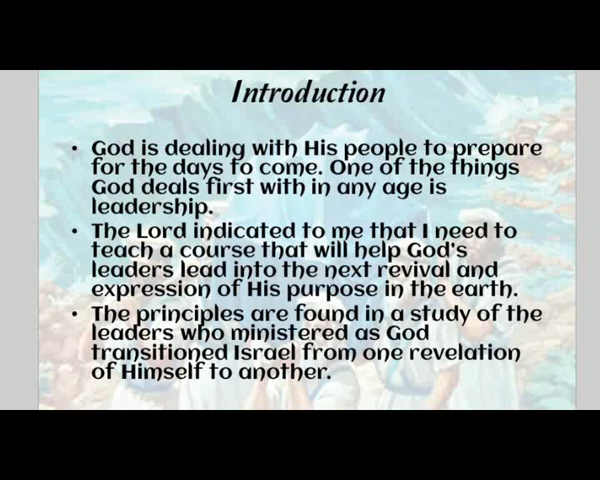 Introduction
• God is dealing with His people to prepare
for the days to come. One of the things
God deals first with in any age is
leadership.
• The Lord indicated to me that I need to
teach a course that will help God's
leaders lead into the next revival and
expression of His purpose in the earth.
• The principles are found in a study of the
leaders who ministered as God
transitioned Israel from one revelation
of Himself to another.